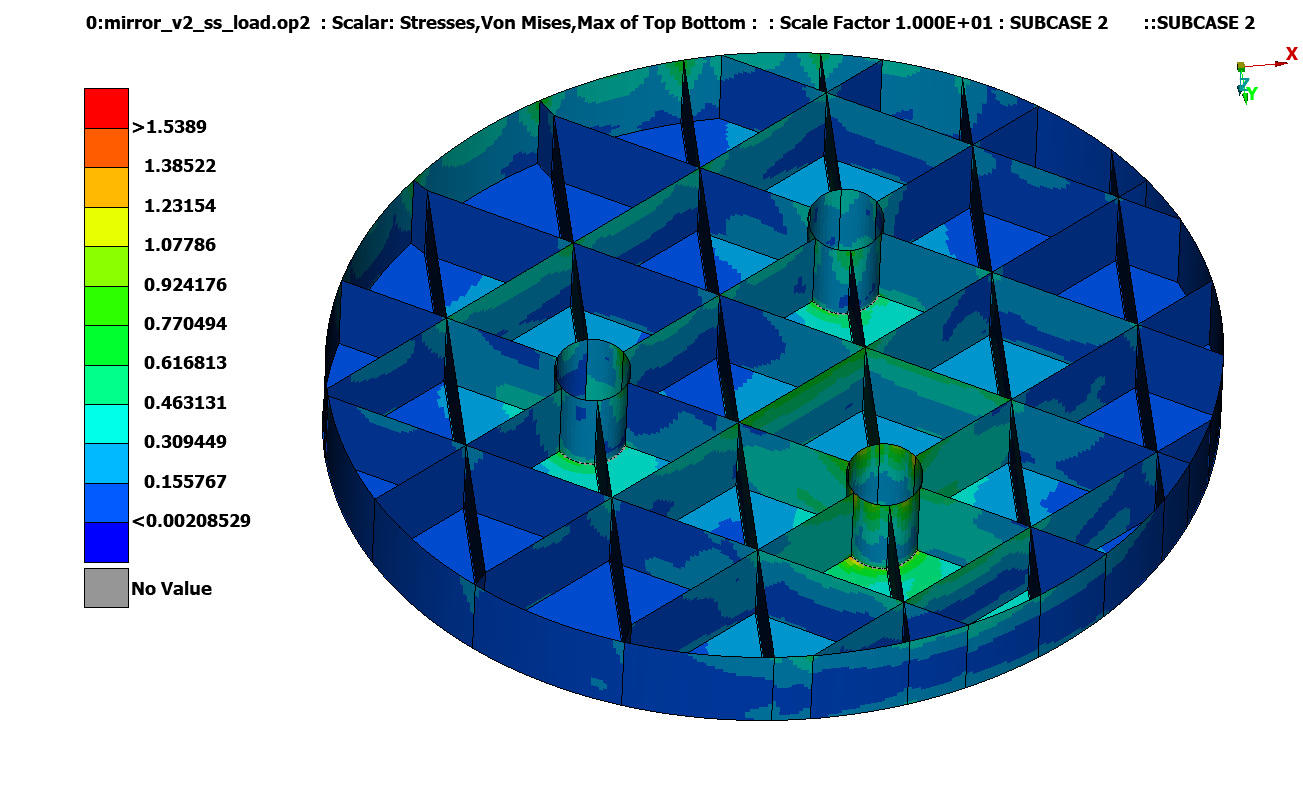 0:mirror_v2_ss_load.op2 : Scalar: Stresses,Von Mises,Max of Top Bottom : : Scale Factor 1.000E+01 : SUBCASE 2 ::SUBCASE 2
X
Z
Y
>1.5389
1.38522
1.23154
1.07786
0.924176
0.770494
0.616813
0.463131
0.309449
0.155767
<0.00208529
No Value